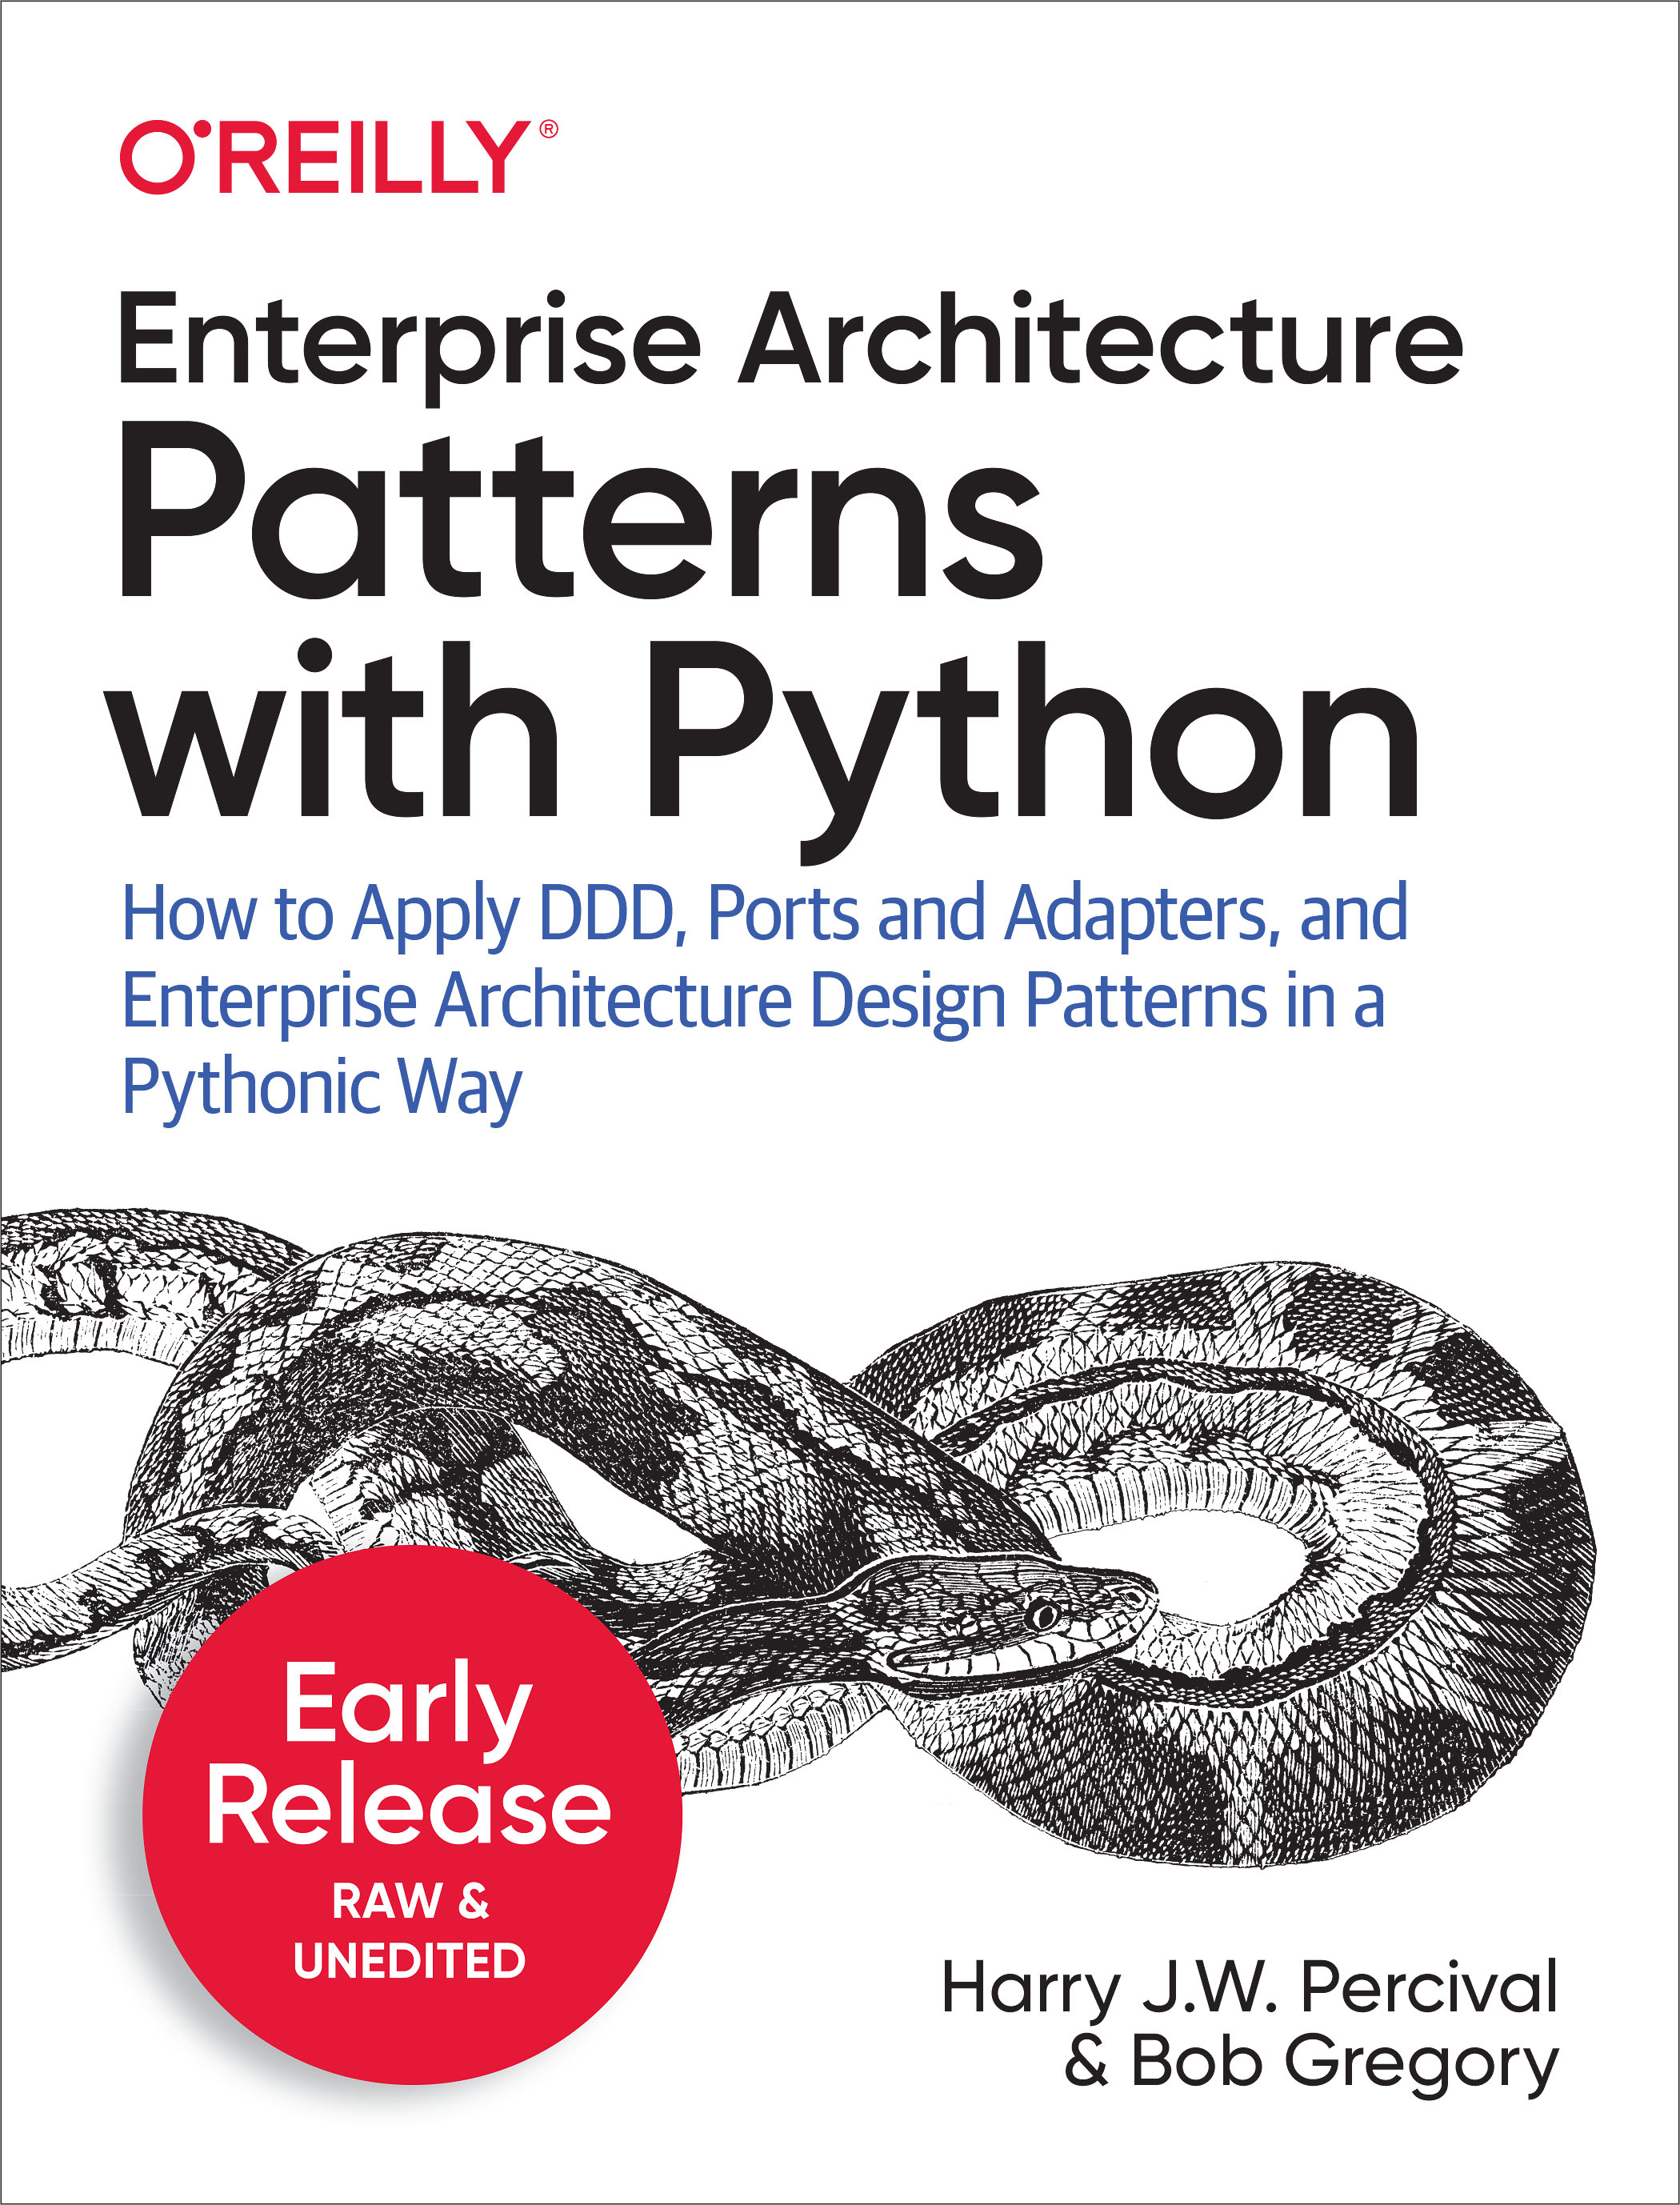 O'REILLY®
Enterprise Architecture
Patterns
with Python
How to Apply DDD, Ports and Adapters, and
Enterprise Architecture Design Patterns in a
Pythonic Way
Early
Release
RAW &
UNEDITED
Harry J.W. Percival
& Bob Gregory